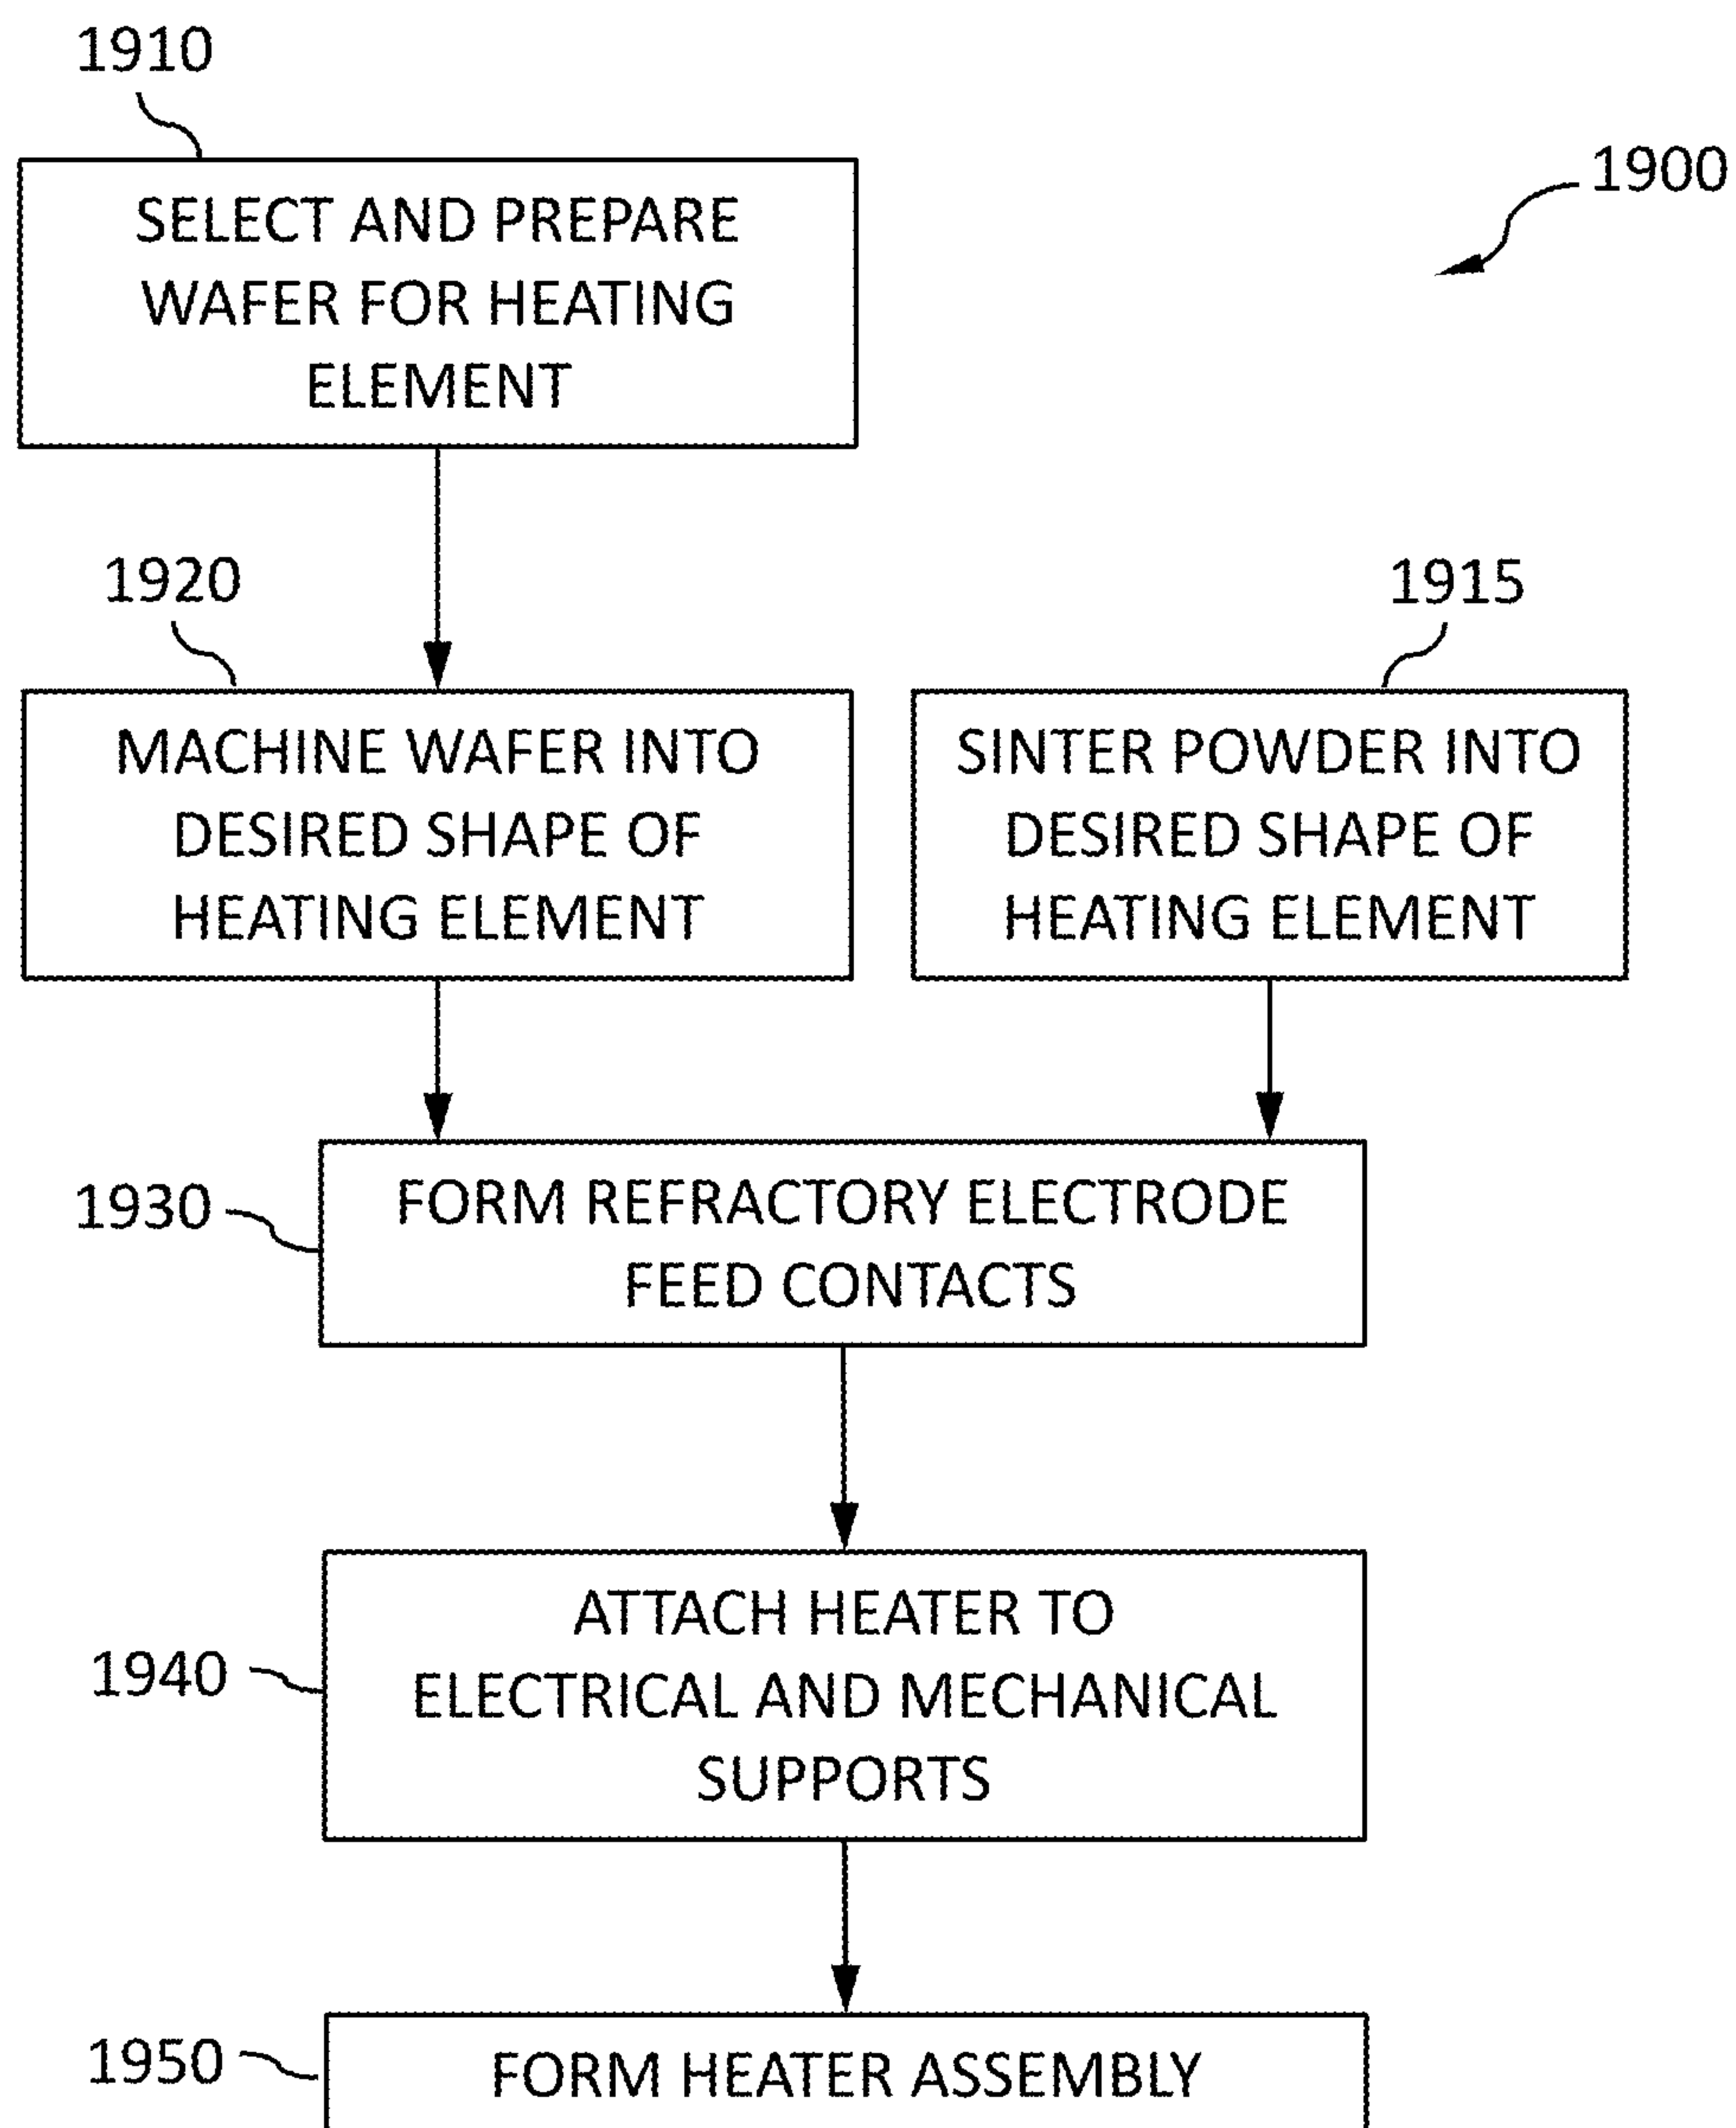 1910
1900
SELECT AND PREPARE
WAFER FOR HEATING
ELEMENT
1920
1915
MACHINE WAFER INTO
DESIRED SHAPE OF
HEATING ELEMENT
SINTER POWDER INTO
DESIRED SHAPE OF
HEATING ELEMENT
1930
FORM REFRACTORY ELECTRODE
FEED CONTACTS
1940
ATTACH HEATER TO
ELECTRICAL AND MECHANICAL
SUPPORTS
1950
FORM HEATER ASSEMBLY